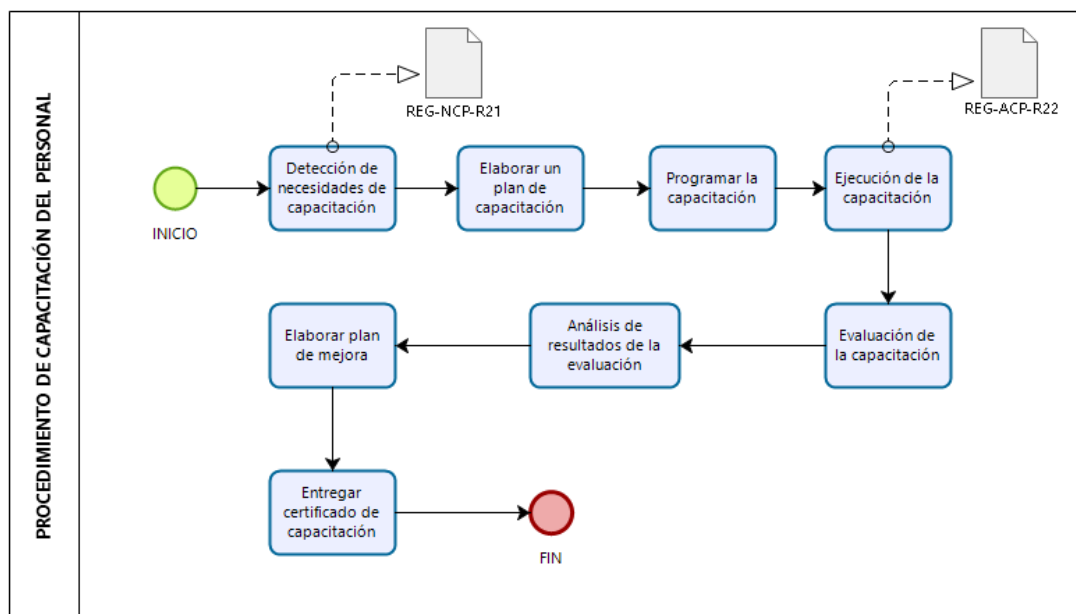 PROCEDIMIENTO DE CAPACITACIÓN DEL PERSONAL
REG-NCP-R21
REG-ACP-R22
INICIO
Detección de
necesidades de
capacitación
Elaborar un
plan de
capacitación
Programar la
capacitación
Ejecución de la
capacitación
Evaluación de
la capacitación
Análisis de
resultados de la
evaluación
Elaborar plan
de mejora
Entregar
certificado de
capacitación
FIN